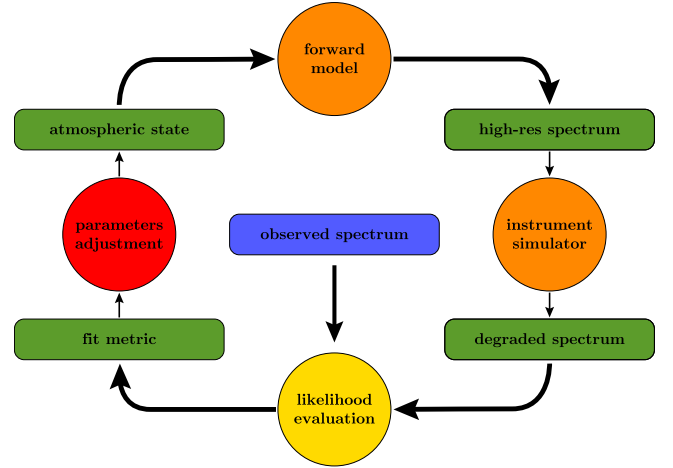 forward
model
atmospheric state
high-res spectrum
parameters
adjustment
observed spectrum
instrument
simulator
fit metric
degraded spectrum
likelihood
evaluation